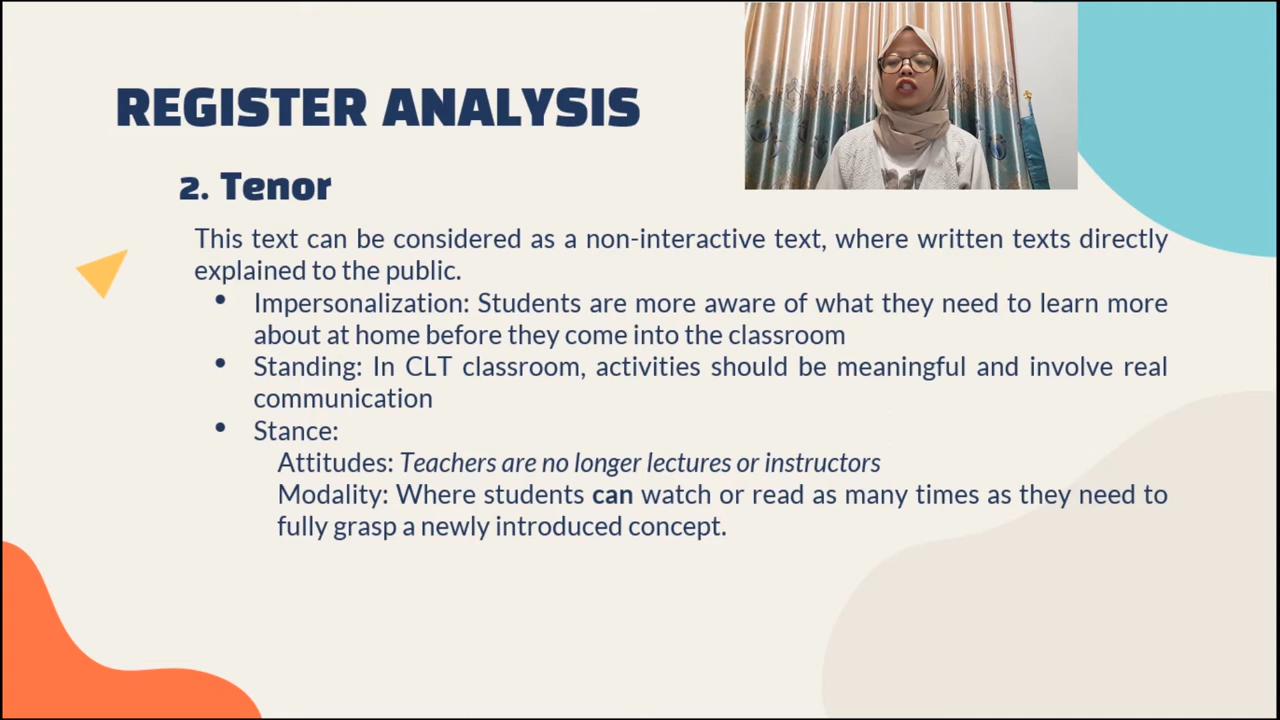 REGISTER ANALYSIS
2. Tenor
This text can be considered as a non-interactive text, where written texts directly
explained to the public.
• Impersonalization: Students are more aware of what they need to learn more
about at home before they come into the classroom
• Standing: In CLT classroom, activities should be meaningful and involve real
communication
• Stance:
Attitudes: Teachers are no longer lectures or instructors
Modality: Where students can watch or read as many times as they need to
fully grasp a newly introduced concept.